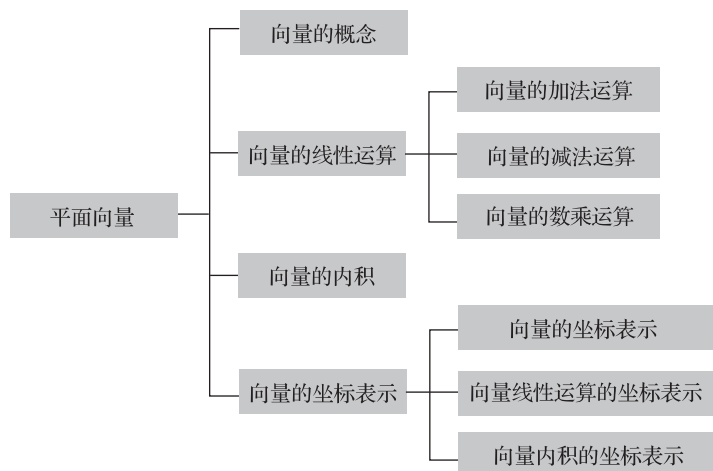 平面向量
向量的概念
向量的线性运算
向量的加法运算
向量的减法运算
向量的数乘运算
向量的内积
向量的坐标表示
向量的坐标表示
向量线性运算的坐标表示
向量内积的坐标表示